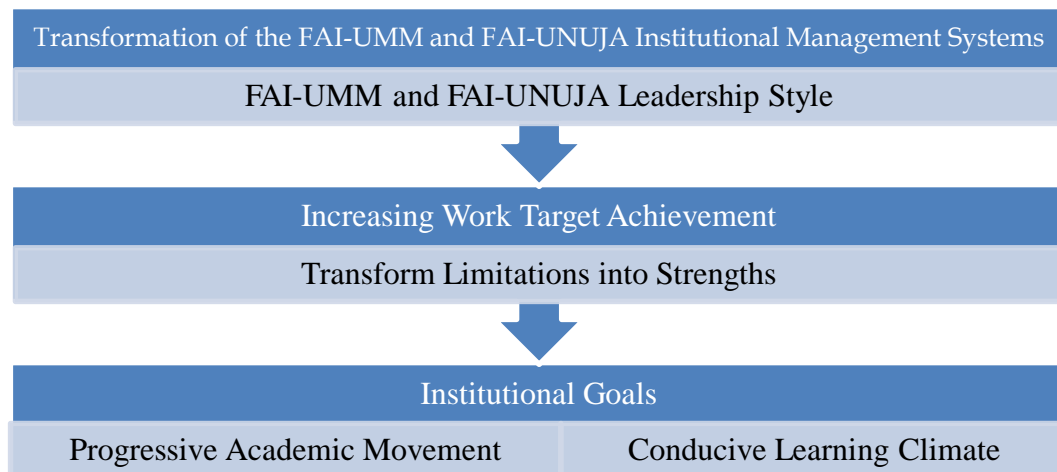 Transformation of the FAI-UMM and FAI-UNUJA Institutional Management Systems
FAI-UMM and FAI-UNUJA Leadership Style
Increasing Work Target Achievement
Transform Limitations into Strengths
Institutional Goals
Progressive Academic Movement
Conducive Learning Climate